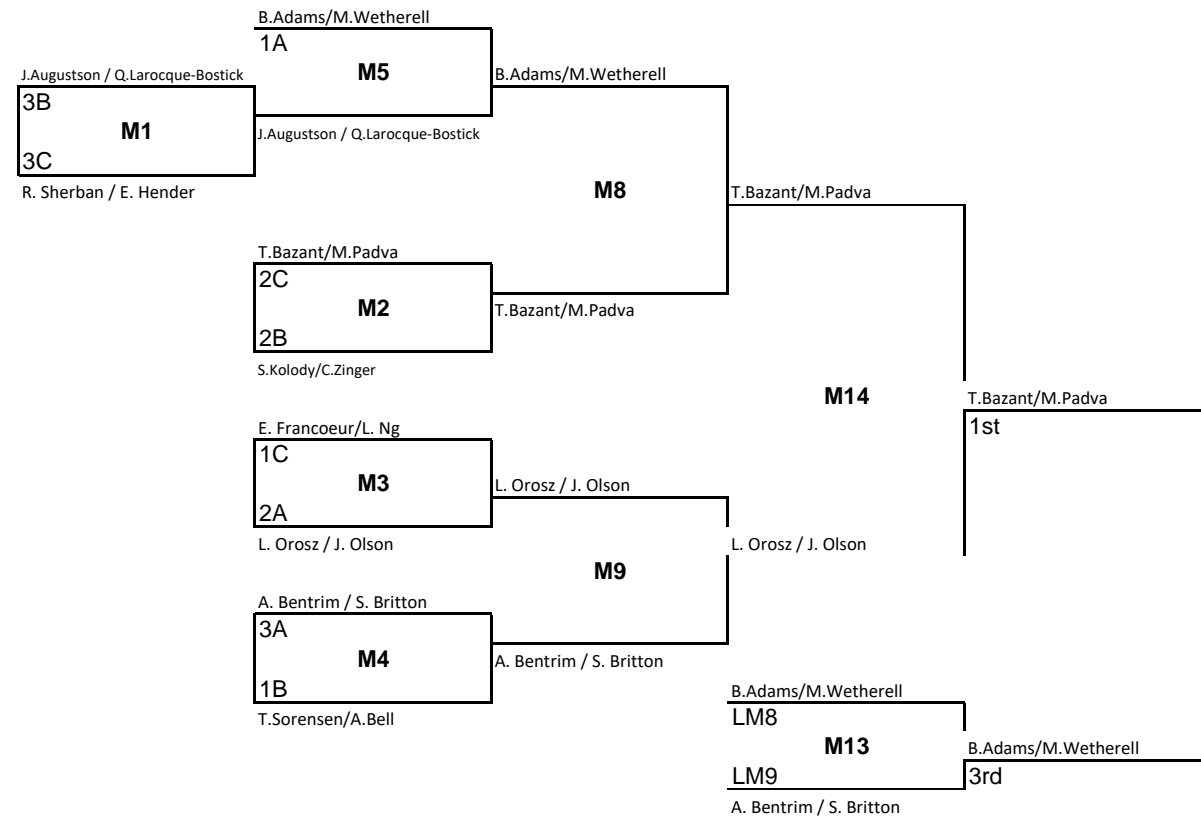 B.Adams/M.Wetherell
1A
M5
J.Augustson / Q.Larocque-Bostick
B.Adams/M.Wetherell
3B
M1
J.Augustson / Q.Larocque-Bostick
3C
R. Sherban / E. Hender
M8
T.Bazant/M.Padva
T.Bazant/M.Padva
2C
M2
T.Bazant/M.Padva
2B
S.Kolody/C.Zinger
M14
T.Bazant/M.Padva
1st
E. Francoeur/L. Ng
1C
M3
L. Orosz / J. Olson
2A
L. Orosz / J. Olson
L. Orosz / J. Olson
M9
A. Bentrim / S. Britton
3A
M4
A. Bentrim / S. Britton
1B
T.Sorensen/A.Bell
B.Adams/M.Wetherell
LM8
M13
B.Adams/M.Wetherell
LM9
3rd
A. Bentrim / S. Britton